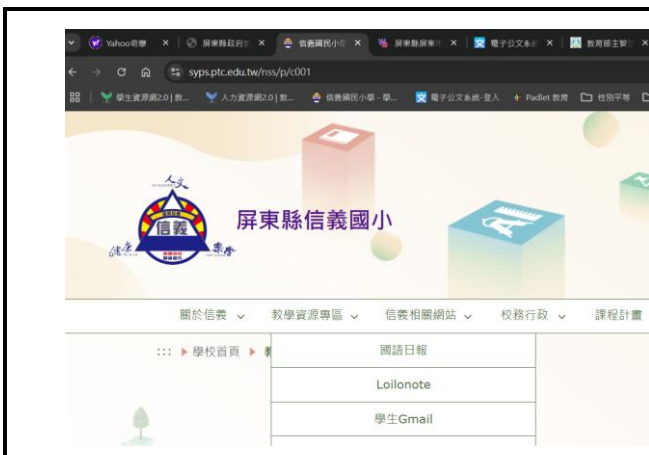 Yahoo奇摩
屏東縣政府
信義國民小
屏東縣屏東
電子公文系
教育部主管
syps.ptc.edu.tw/nss/p/c001
學生資源網2.0 | 教...
人力資源網2.0 | 教...
信義國民小學 - 學...
電子公文系統-登入
Padlet 教育
性別平等
人文
信義
健康
樂學
屏東縣信義國小
關於信義
教學資源專區
信義相關網站
校務行政
課程計畫
::: 學校首頁
國語日報
Loilonote
學生Gmail